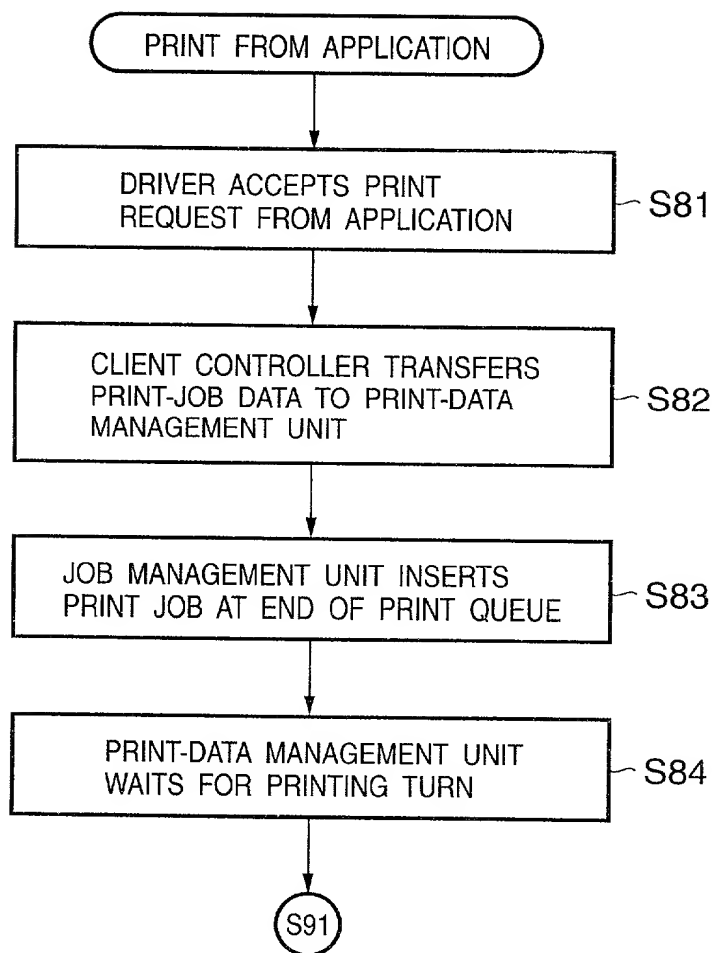 PRINT FROM APPLICATION
DRIVER ACCEPTS PRINT
REQUEST FROM APPLICATION
S81
CLIENT CONTROLLER TRANSFERS
PRINT-JOB DATA TO PRINT-DATA
MANAGEMENT UNIT
S82
JOB MANAGEMENT UNIT INSERTS
PRINT JOB AT END OF PRINT QUEUE
S83
PRINT-DATA MANAGEMENT UNIT
WAITS FOR PRINTING TURN
S84
S91